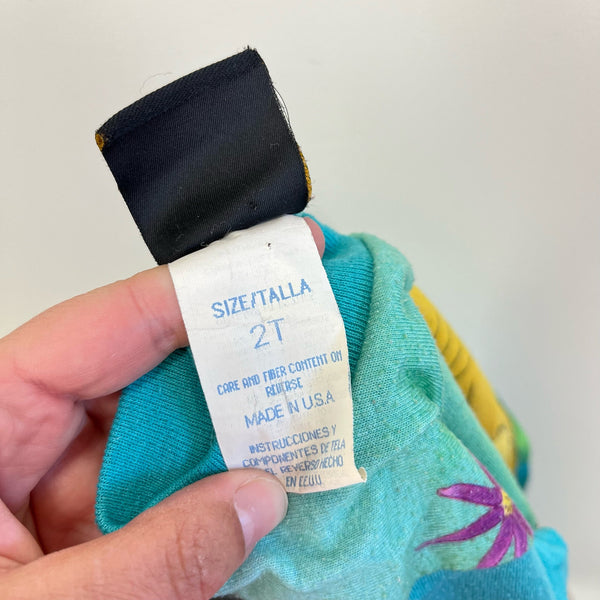 SIZE/TALLA
2T
CARE AND FIBER CONTENT ON
REVERSE
MADE IN U.S.A
INSTRUCCIONES Y
COMPONENTES DE TELA
EL REVERSO HECHO
EN EE.UU.